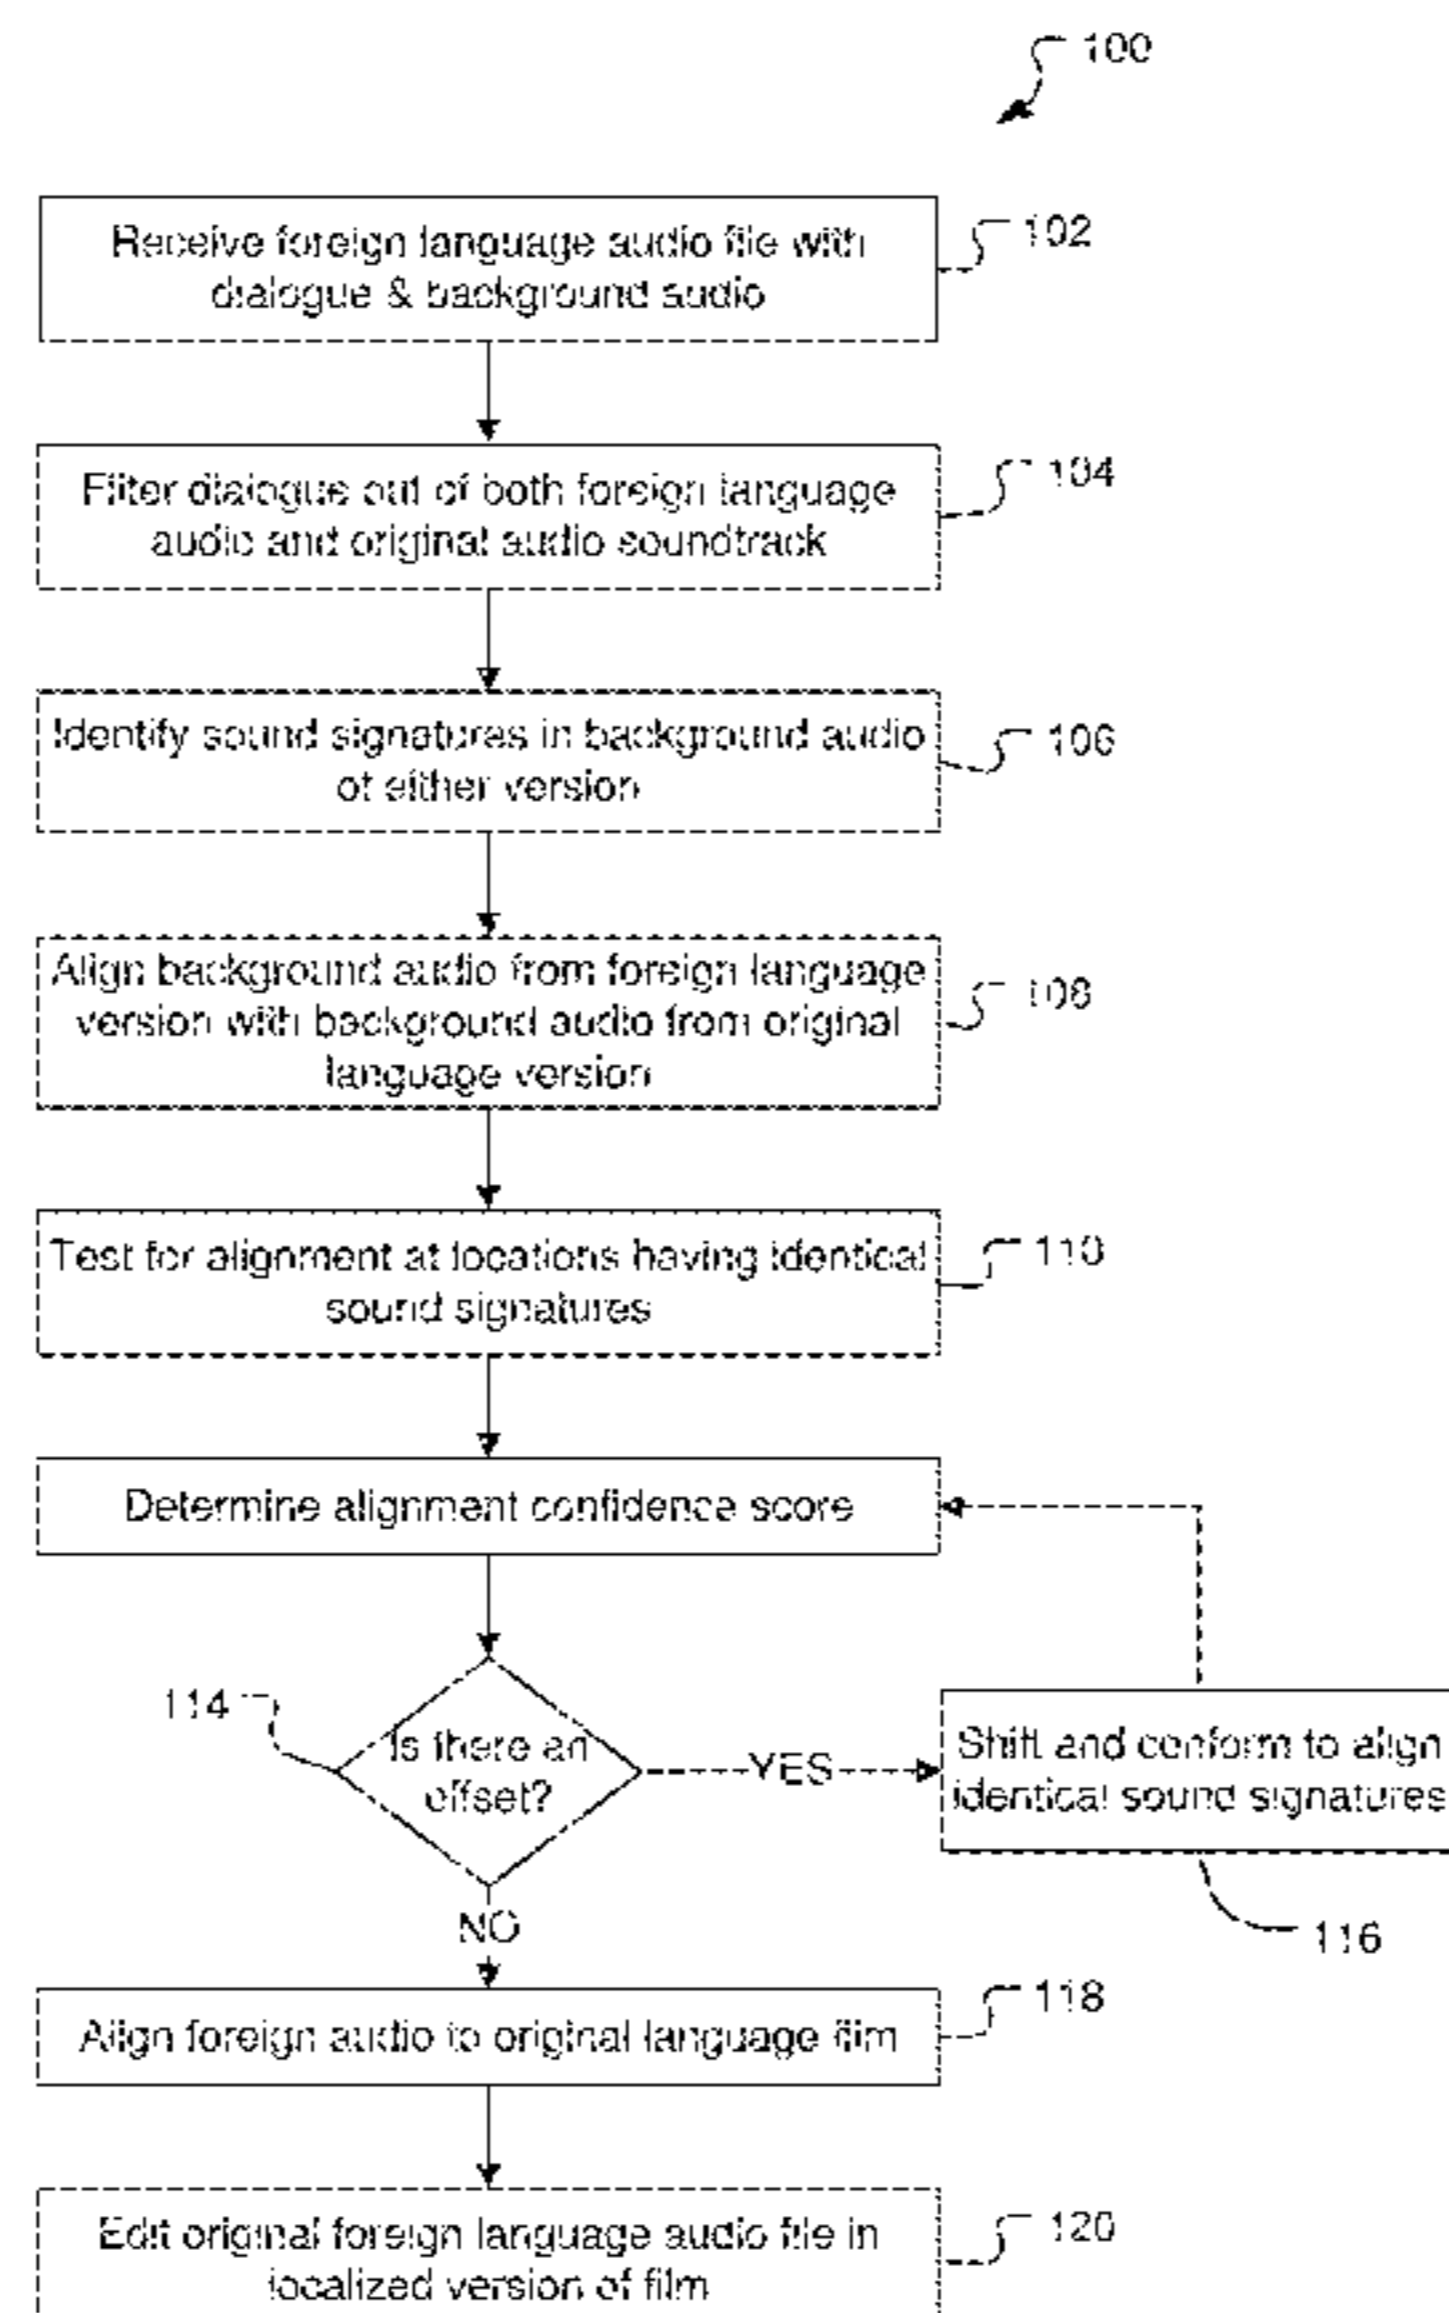 100
Receive foreign language audio file with
dialogue & background audio
102
Filter dialogue out of both foreign language
audio and original audio soundtrack
104
Identify sound signatures in background audio
of either version
106
Align background audio from foreign language
version with background audio from original
language version
108
Test for alignment at locations having identical
sound signatures
110
Determine alignment confidence score
114
Is there an
offset?
YES
Shift and conform to align
identical sound signatures
116
NO
Align foreign audio to original language film
118
Edit original foreign language audio file in
localized version of film
120